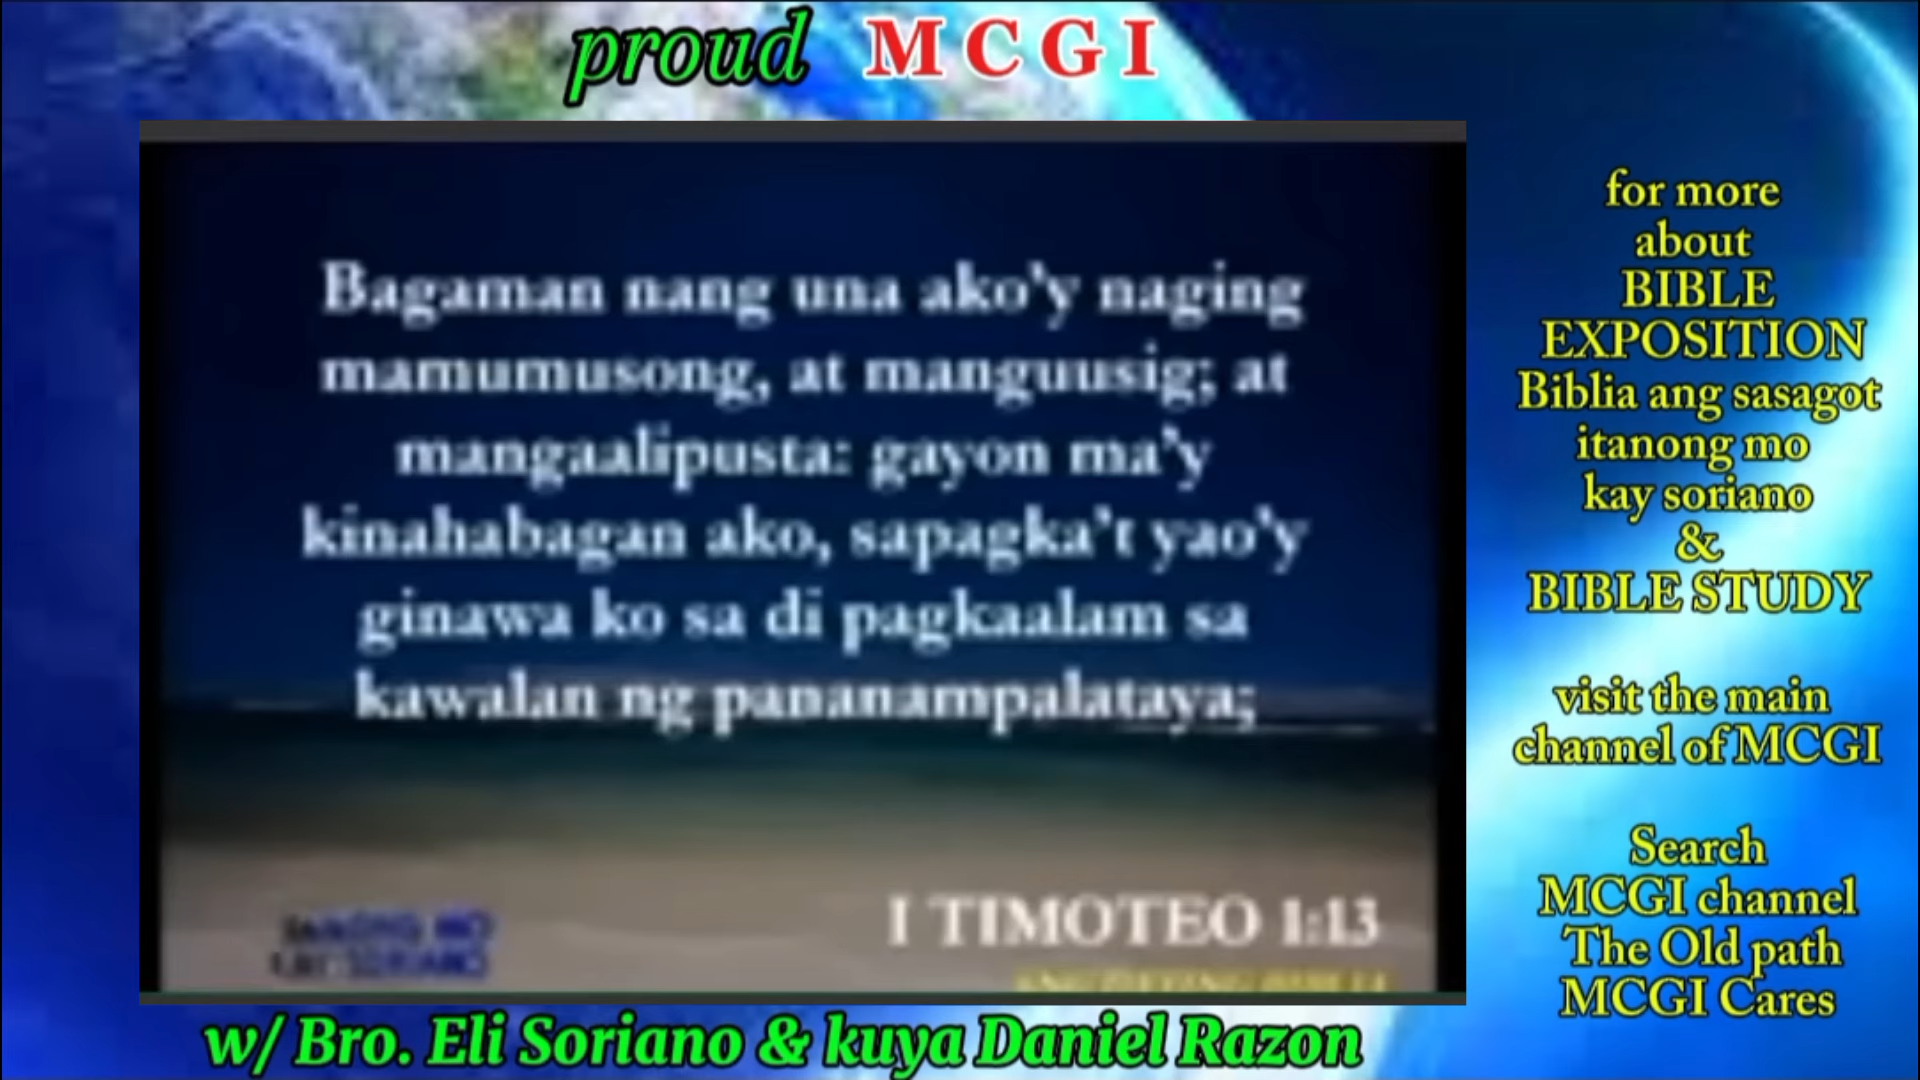 proud MCGI
Bagaman nang una ako'y naging
mamumusong, at manguusig; at
mangaalipusta: gayon ma'y
kinahabagan ako, sapagka't yao'y
ginawa ko sa di pagkaalam sa
kawalan ng pananampalataya;
I TIMOTEO 1:13
MO
SORIANO
w/ Bro. Eli Soriano & kuya Daniel Razon
for more
about
BIBLE
EXPOSITION
Biblia ang sasagot
itanong mo
kay soriano
&
BIBLE STUDY
visit the main
channel of MCGI
Search
MCGI channel
The Old path
MCGI Cares